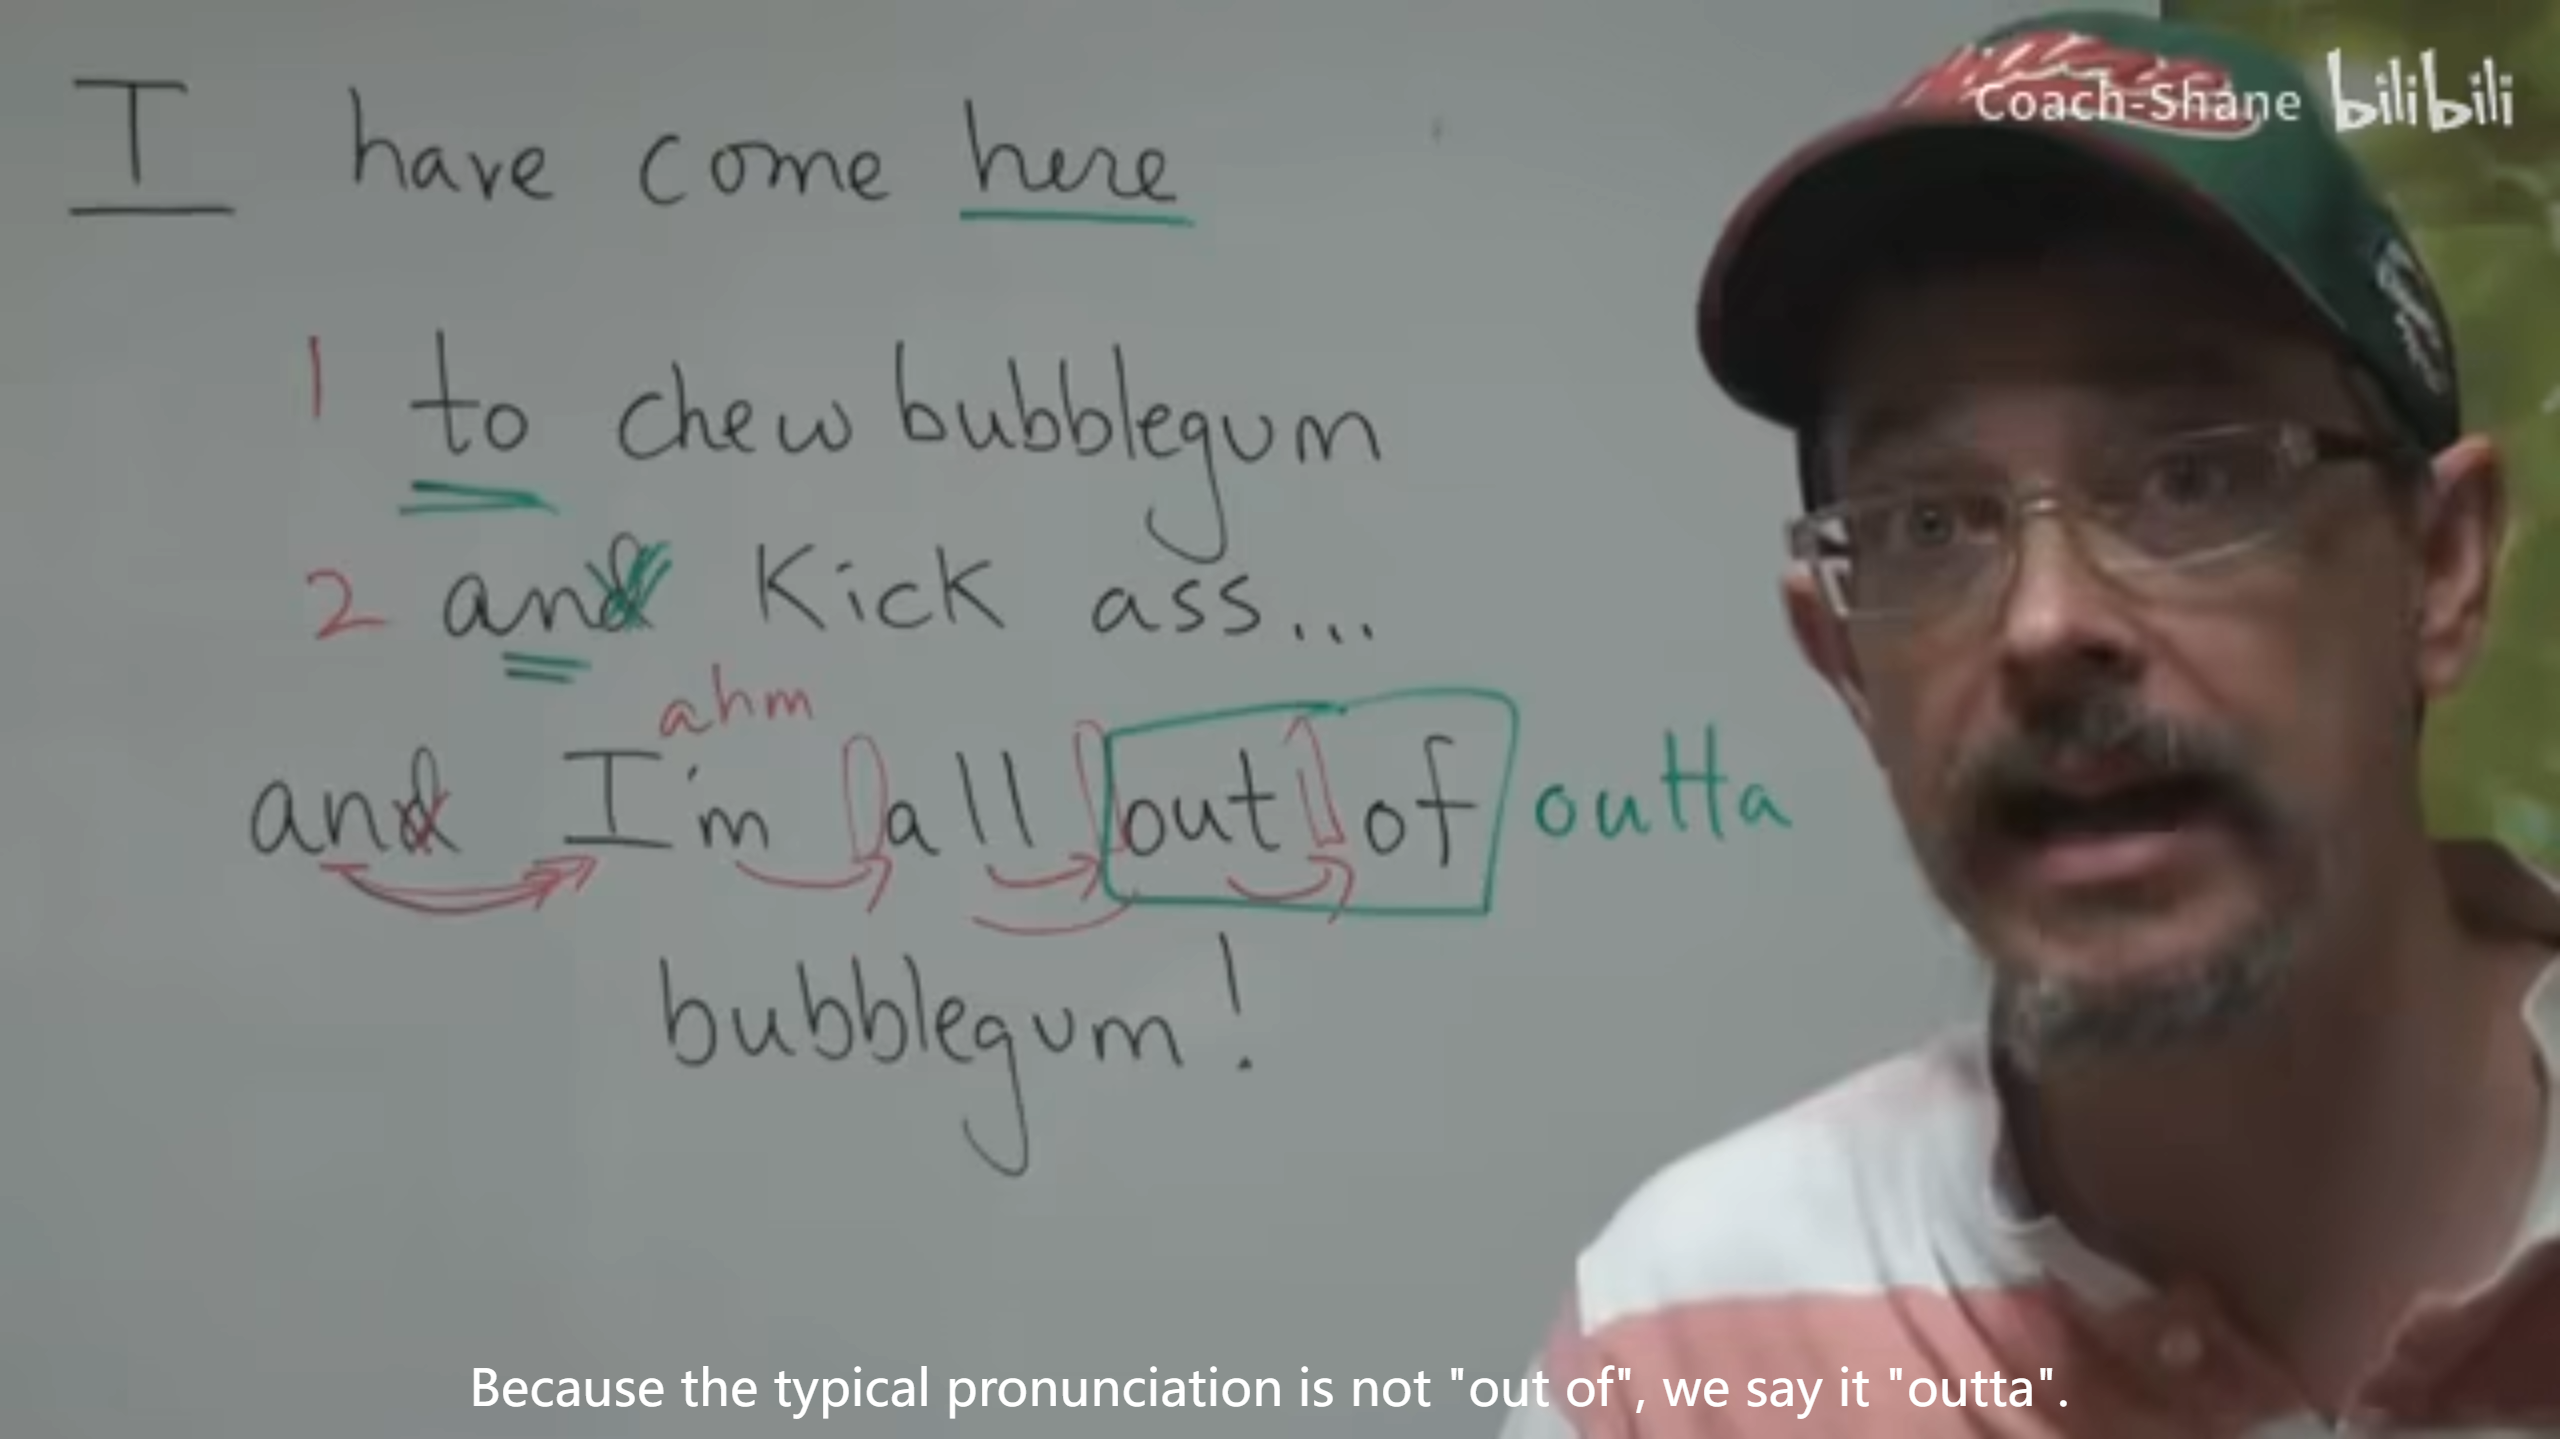 Coach-Shane bilibili
I have come here
1 to chew bubblegum
2 and kick ass...
ahm
and I'm all out of outta
bubblegum!
Because the typical pronunciation is not "out of", we say it "outta".